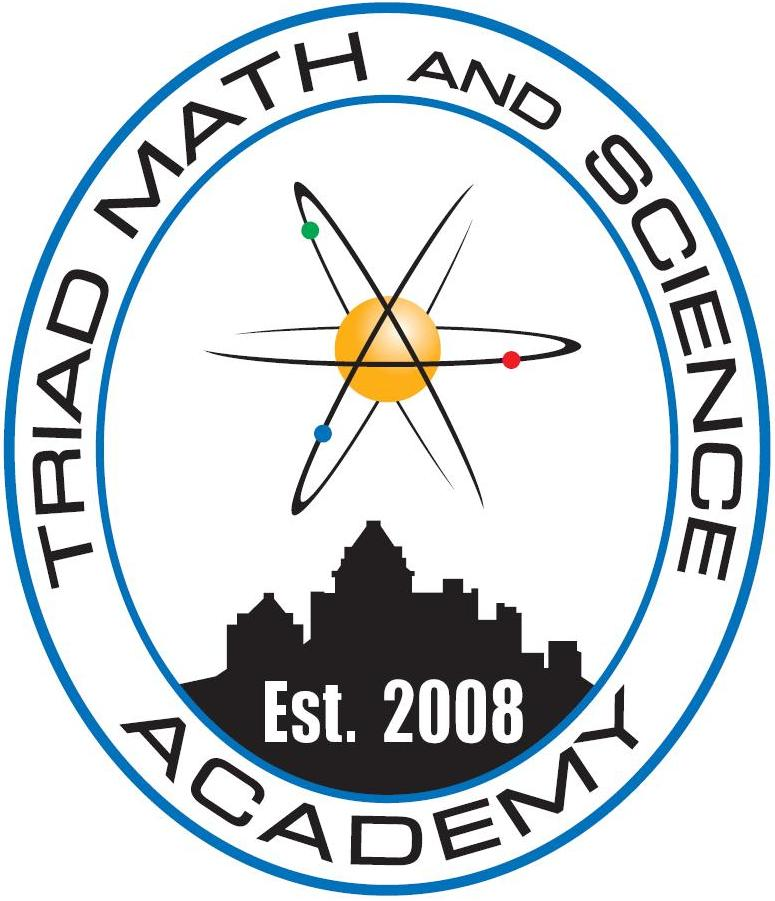 TRIAD MATH AND SCIENCE
Est. 2008
ACADEMY